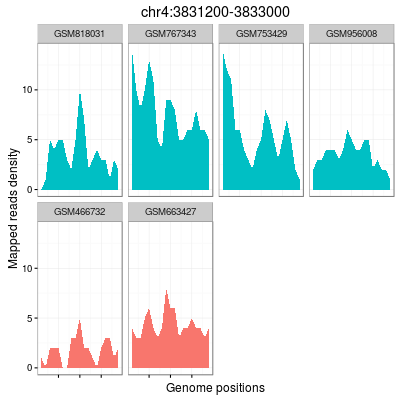 chr4:3831200-3833000
GSM818031 GSM767343 GSM753429 GSM956008
10
5
0
Mapped reads density
GSM466732 GSM663427
10
5
0
Genome positions